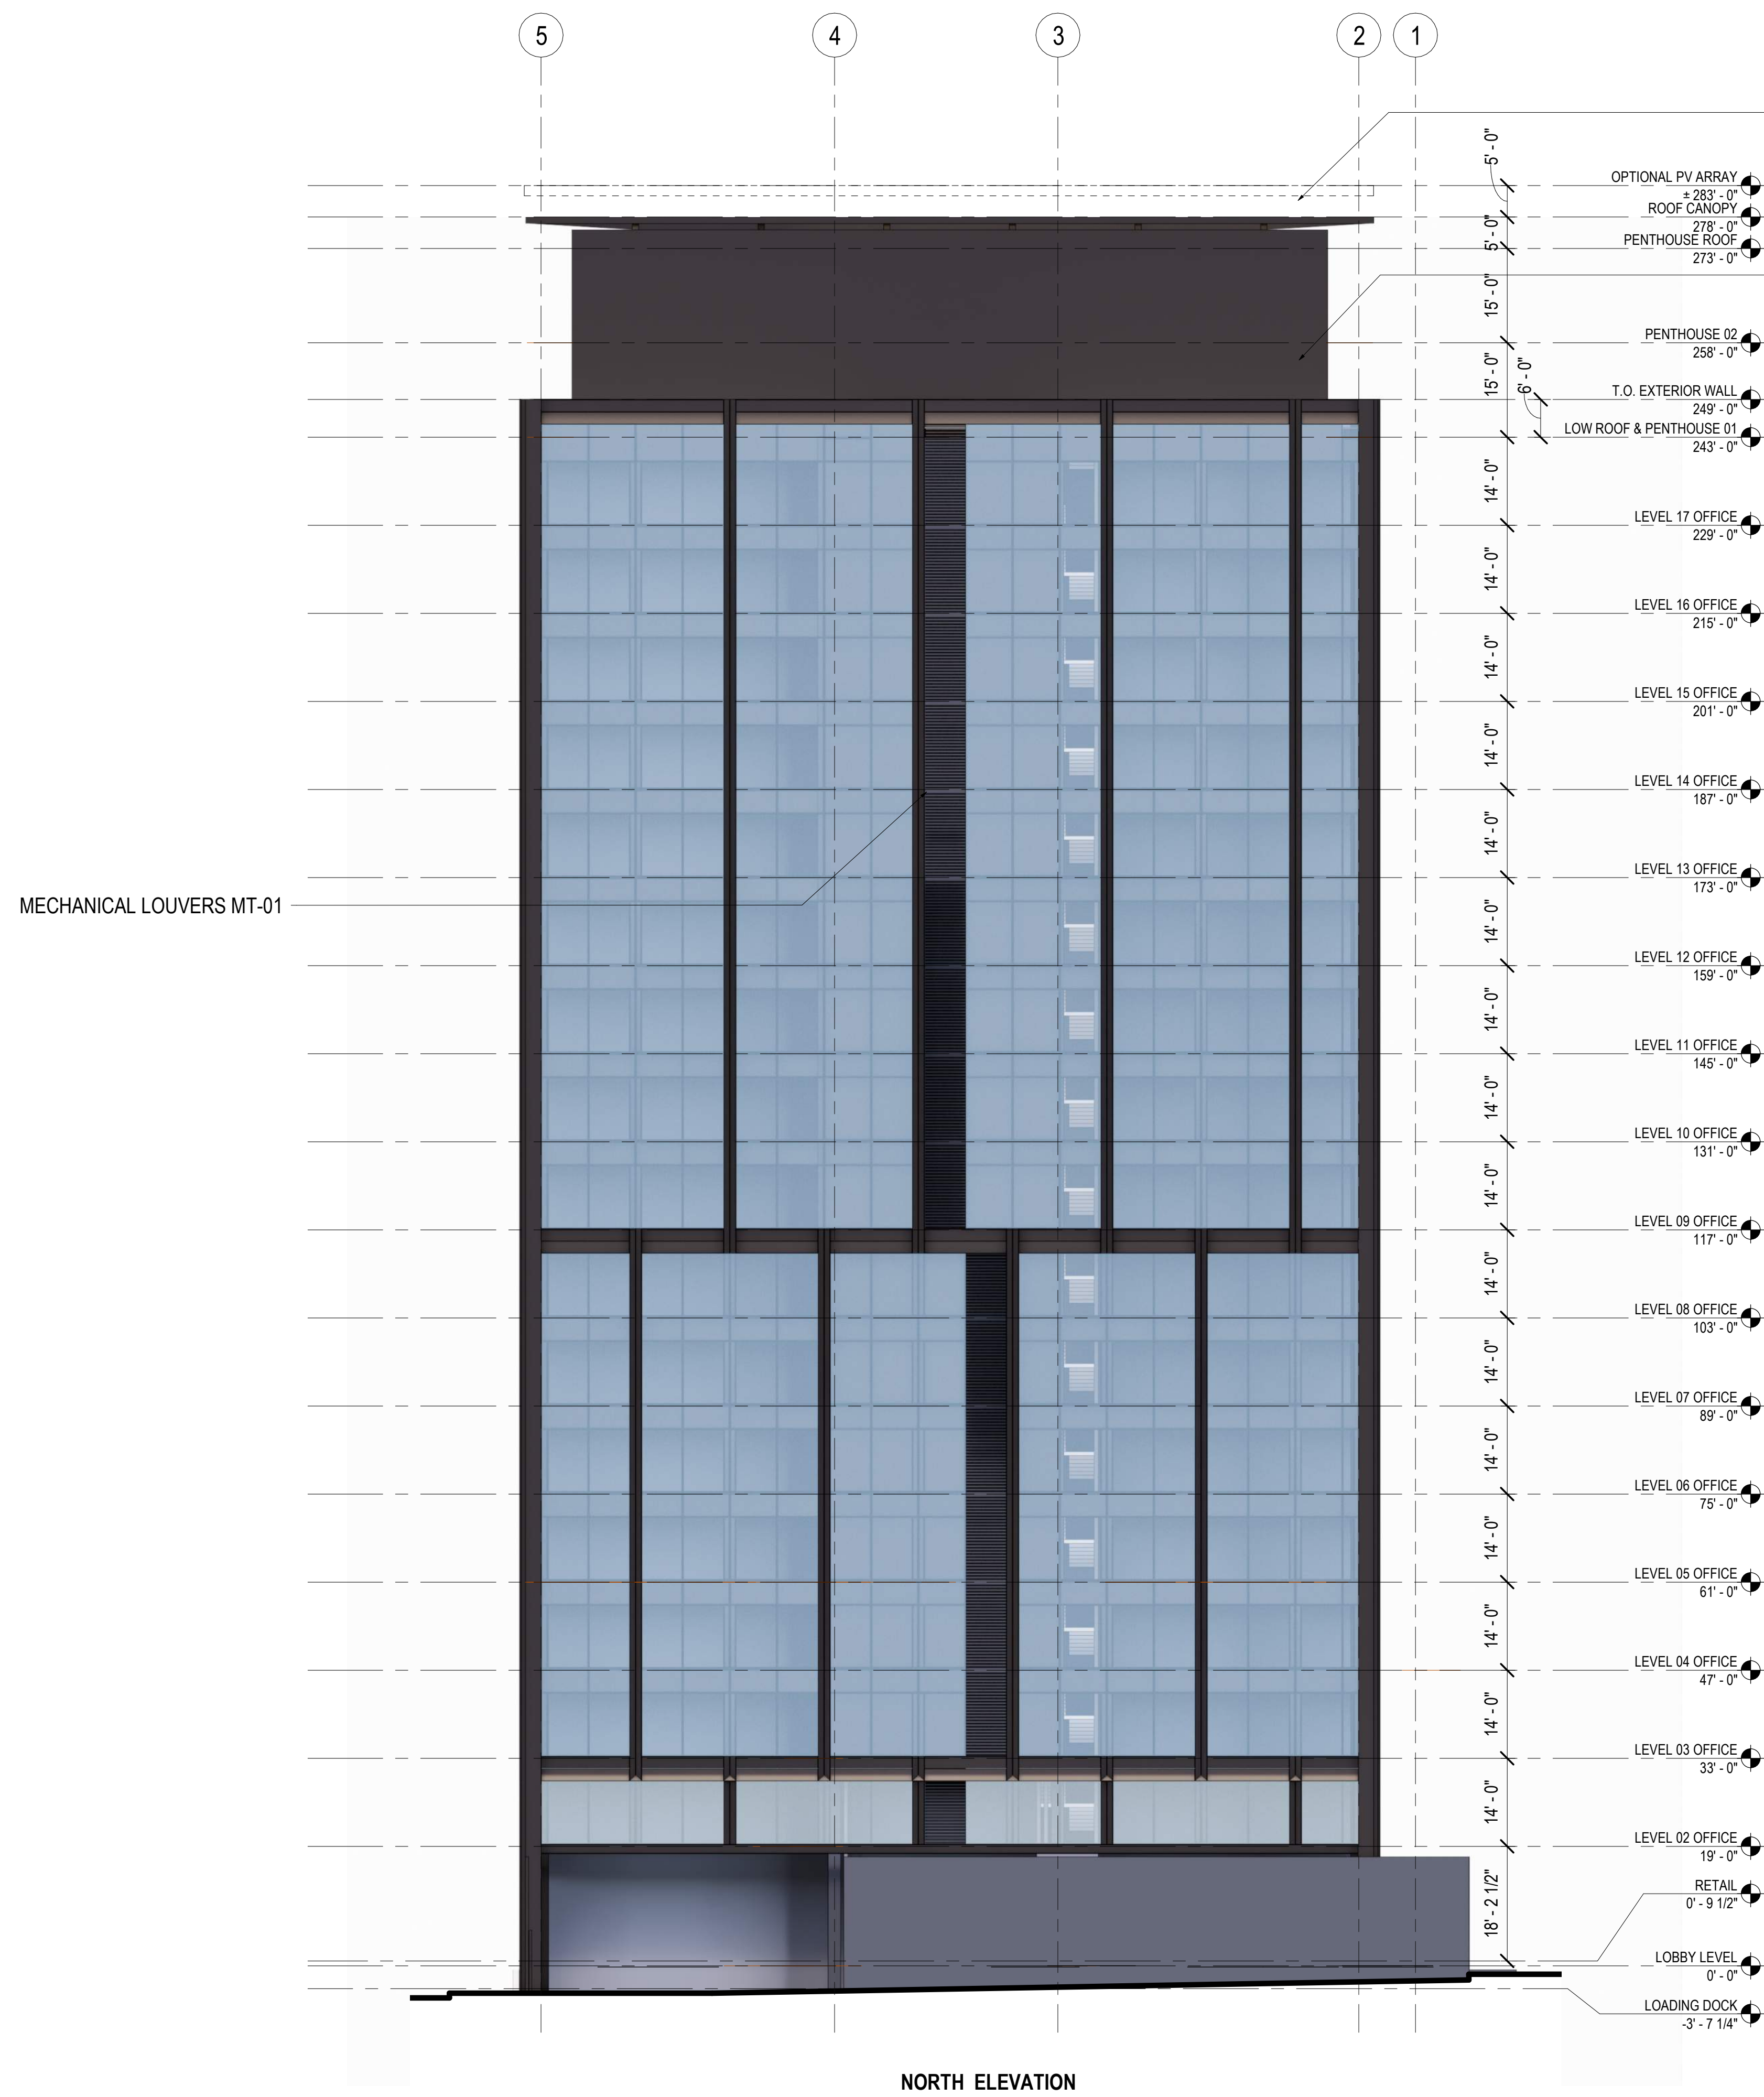 5 4 3 2 1
5' - 0"
OPTIONAL PV ARRAY
± 283' - 0"
ROOF CANOPY
278' - 0"
5' - 0"
PENTHOUSE ROOF
273' - 0"
15' - 0"
PENTHOUSE 02
258' - 0"
15' - 0"
6' - 0"
T.O. EXTERIOR WALL
249' - 0"
LOW ROOF & PENTHOUSE 01
243' - 0"
14' - 0"
LEVEL 17 OFFICE
229' - 0"
14' - 0"
LEVEL 16 OFFICE
215' - 0"
14' - 0"
LEVEL 15 OFFICE
201' - 0"
14' - 0"
LEVEL 14 OFFICE
187' - 0"
14' - 0"
LEVEL 13 OFFICE
173' - 0"
MECHANICAL LOUVERS MT-01
14' - 0"
LEVEL 12 OFFICE
159' - 0"
14' - 0"
LEVEL 11 OFFICE
145' - 0"
14' - 0"
LEVEL 10 OFFICE
131' - 0"
14' - 0"
LEVEL 09 OFFICE
117' - 0"
14' - 0"
LEVEL 08 OFFICE
103' - 0"
14' - 0"
LEVEL 07 OFFICE
89' - 0"
14' - 0"
LEVEL 06 OFFICE
75' - 0"
14' - 0"
LEVEL 05 OFFICE
61' - 0"
14' - 0"
LEVEL 04 OFFICE
47' - 0"
14' - 0"
LEVEL 03 OFFICE
33' - 0"
14' - 0"
LEVEL 02 OFFICE
19' - 0"
18' - 2 1/2"
RETAIL
0' - 9 1/2"
LOBBY LEVEL
0' - 0"
LOADING DOCK
-3' - 7 1/4"
NORTH ELEVATION